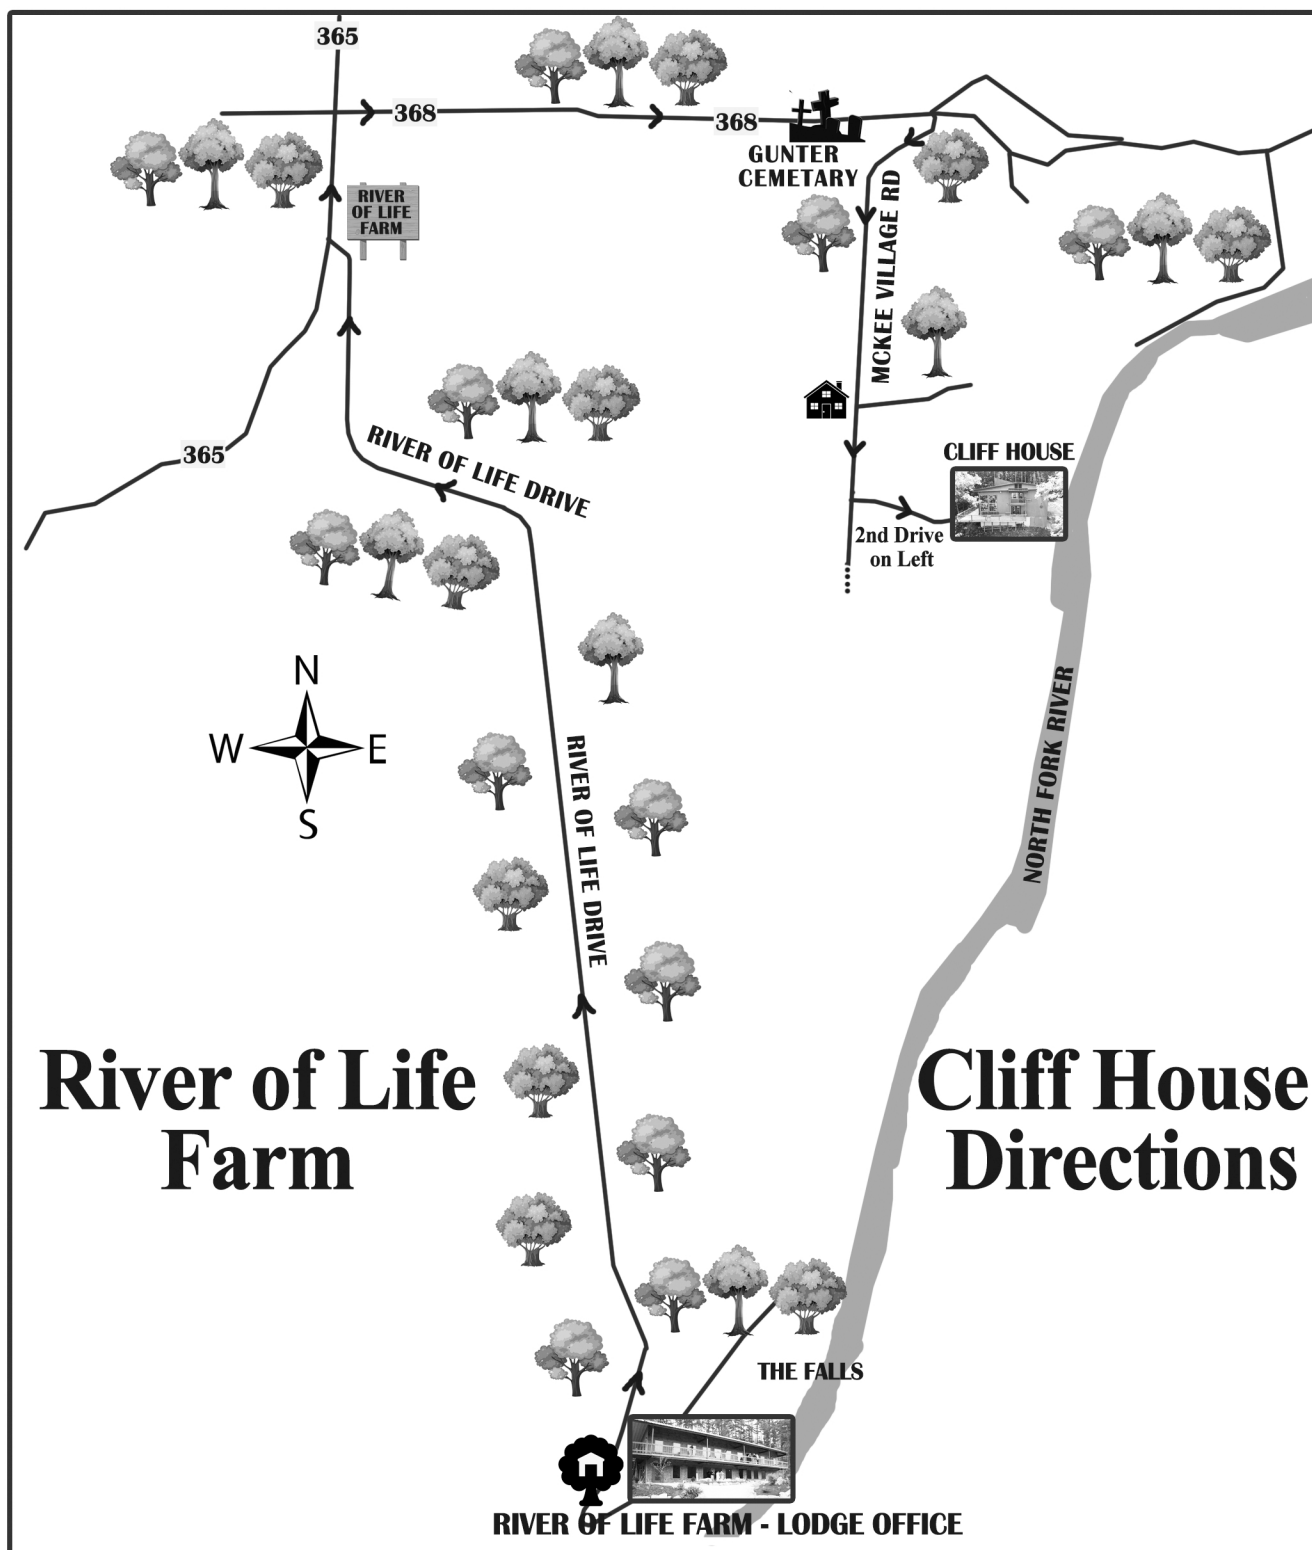 365
368
368
GUNTER
CEMETARY
RIVER
OF LIFE
FARM
MCKEE VILLAGE RD
365
RIVER OF LIFE DRIVE
CLIFF HOUSE
2nd Drive
on Left
N
W E
S
NORTH FORK RIVER
RIVER OF LIFE DRIVE
River of Life
Farm
Cliff House
Directions
THE FALLS
RIVER OF LIFE FARM - LODGE OFFICE